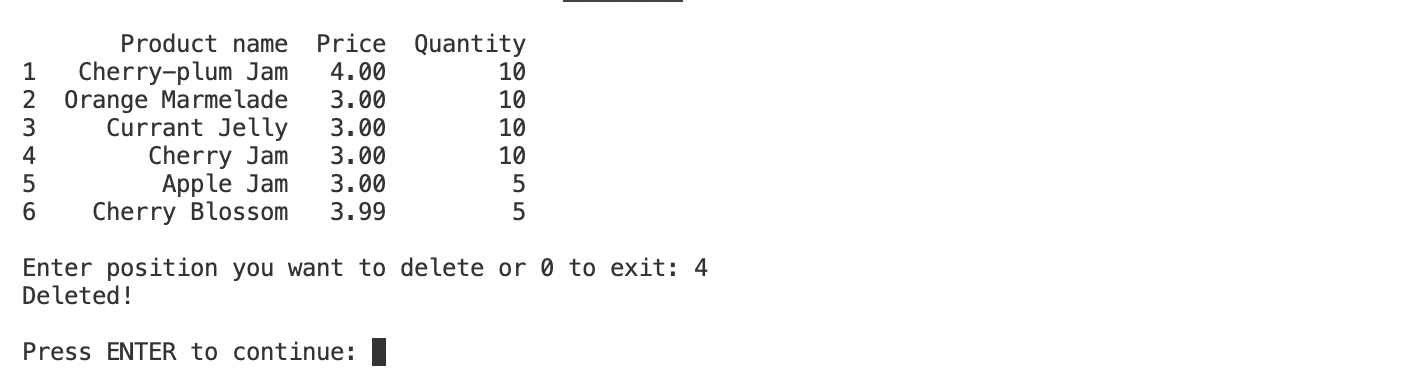 Product name Price Quantity
1 Cherry-plum Jam 4.00 10
2 Orange Marmelade 3.00 10
3 Currant Jelly 3.00 10
4 Cherry Jam 3.00 10
5 Apple Jam 3.00 5
6 Cherry Blossom 3.99 5
Enter position you want to delete or 0 to exit: 4
Deleted!
Press ENTER to continue: